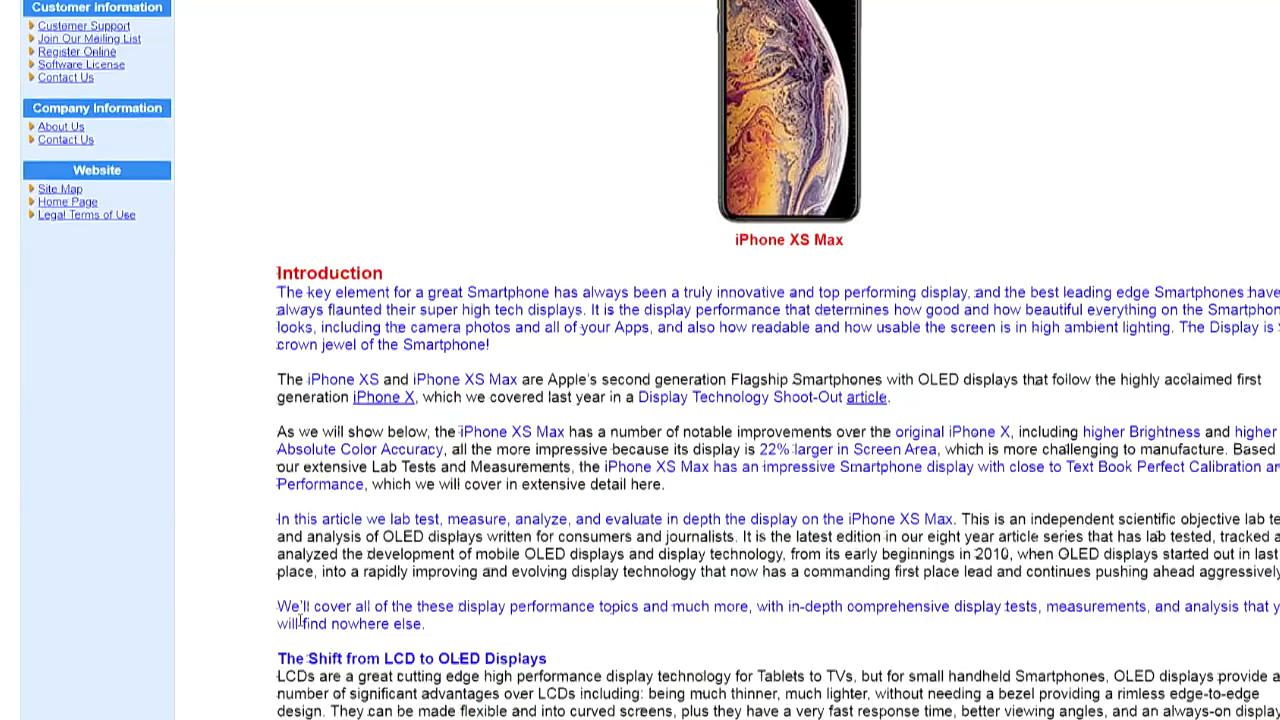 Customer Information
Customer Support
Join Our Mailing List
Register Online
Software License
Contact Us
Company Information
About Us
Contact Us
Website
Site Map
Home Page
Legal Terms of Use
iPhone XS Max
Introduction
The key element for a great Smartphone has always been a truly innovative and top performing display, and the best leading edge Smartphones have
always flaunted their super high tech displays. It is the display performance that determines how good and how beautiful everything on the
looks, including the camera photos and all of your Apps, and also how readable and how usable the screen is in high ambient lighting. The Display is
crown jewel of the Smartphone!
The iPhone XS and iPhone XS Max are Apple's second generation Flagship Smartphones with OLED displays that follow the highly acclaimed first
generation iPhone X, which we covered last year in a Display Technology Shoot-Out article.
As we will show below, the iPhone XS Max has a number of notable improvements over the original iPhone X, including higher Brightness and higher
Absolute Color Accuracy, all the more impressive because its display is 22% larger in Screen Area, which is more challenging to manufacture. Based
our extensive Lab Tests and Measurements, the iPhone XS Max has an impressive Smartphone display with close to Text Book Perfect Calibration
Performance, which we will cover in extensive detail here.
In this article we lab test, measure, analyze, and evaluate in depth the display on the iPhone XS Max. This is an independent scientific objective lab
and analysis of OLED displays written for consumers and journalists. It is the latest edition in our eight year article series that has lab tested, tracked
analyzed the development of mobile OLED displays and display technology, from its early beginnings in 2010, when OLED displays started out in last
place, into a rapidly improving and evolving display technology that now has a commanding first place lead and continues pushing ahead aggressively
We'll cover all of the these display performance topics and much more, with in-depth comprehensive display tests, measurements, and analysis that
will find nowhere else.
The Shift from LCD to OLED Displays
LCDs are a great cutting edge high performance display technology for Tablets to TVs, but for small handheld Smartphones, OLED displays provide a
number of significant advantages over LCDs including: being much thinner, much lighter, without needing a bezel providing a rimless edge-to-edge
design. They can be made flexible and into curved screens, plus they have a very fast response time, better viewing angles, and an always-on display